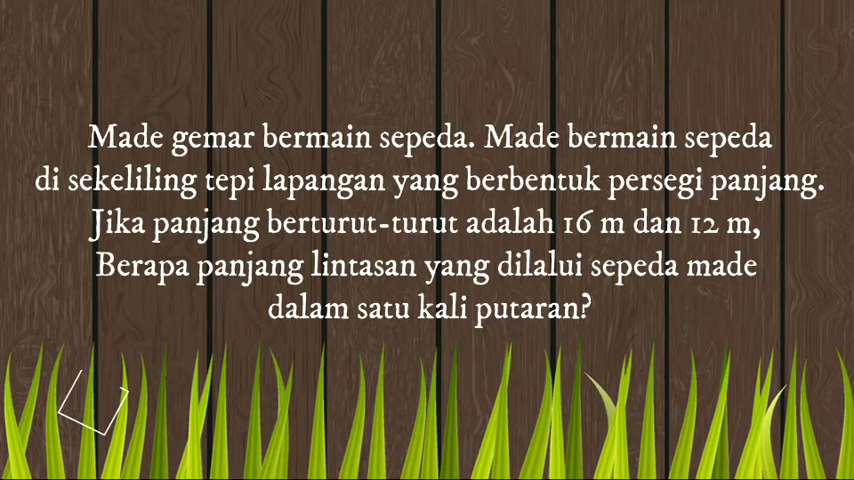 Made gemar bermain sepeda. Made bermain sepeda
di sekeliling tepi lapangan yang berbentuk persegi panjang.
Jika panjang berturut-turut adalah 16 m dan 12 m,
Berapa panjang lintasan yang dilalui sepeda made
dalam satu kali putaran?